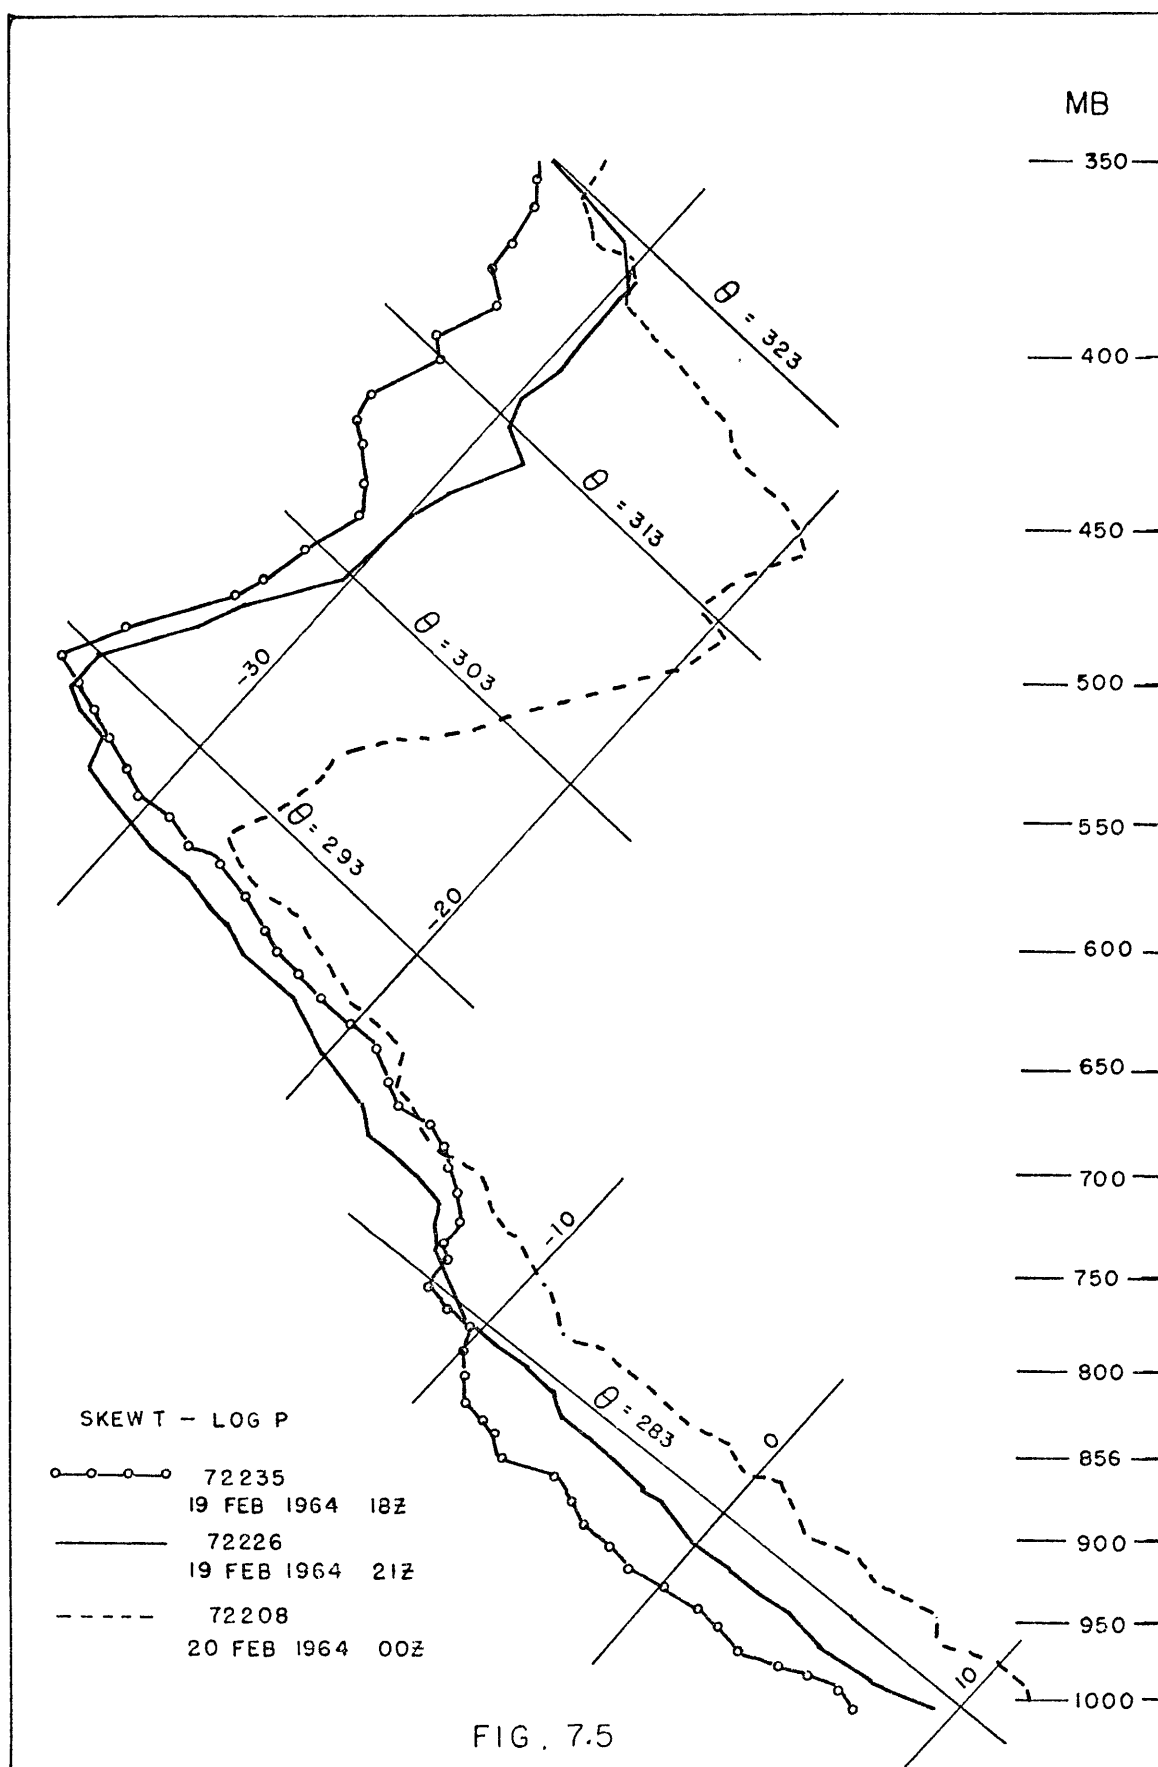 MB
350
θ = 323
400
θ = 313
450
θ = 303
-30
500
θ = 293
550
-20
600
650
700
-10
750
800
θ = 283
SKEW T – LOG P
0
856
72235
19 FEB 1964 18Z
900
72226
19 FEB 1964 21Z
72208
950
20 FEB 1964 00Z
10
1000
FIG. 7.5